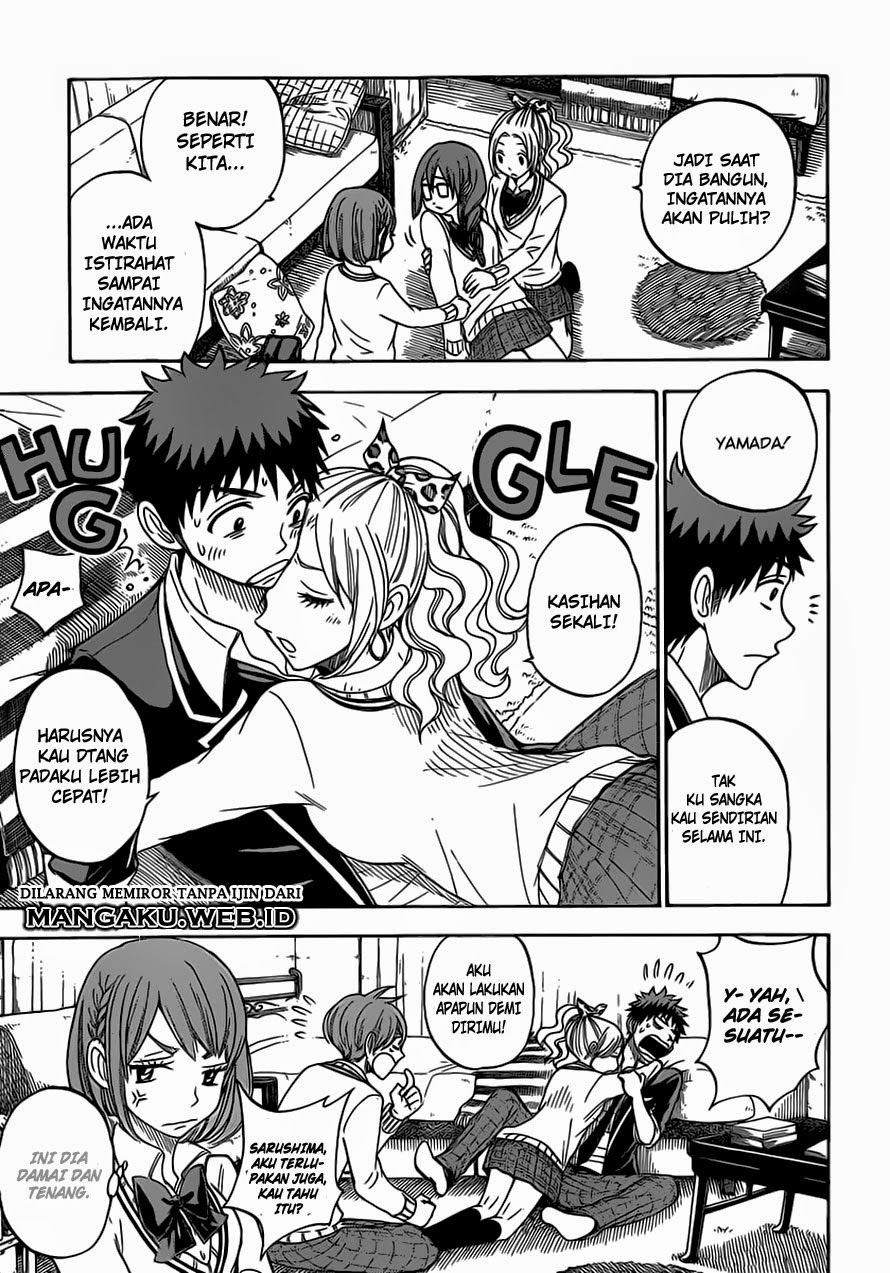 JADI SAAT
DIA BANGUN,
INGATANNYA
AKAN PULIH?
BENAR!
SEPERTI
KITA...
...ADA
WAKTU
ISTIRAHAT
SAMPAI
INGATANNYA
KEMBALI.
YAMADA!
TAK
KU SANGKA
KAU SENDIRIAN
SELAMA INI.
HUG
GLE
KASIHAN
SEKALI!
APA-
HARUSNYA
KAU DTANG
PADAKU LEBIH
CEPAT!
DILARANG MEMIROR TANPA IJIN DARI
MANGAKU.WEB.ID
Y- YAH, \
ADA SE-
SUATU--
AKU
AKAN LAKUKAN
APAPUN DEMI
DIRIMU!
SARUSHIMA,
AKU TERLU-
PAKAN JUGA,
KAU TAHU
ITU?
INI DIA
DAMAI DAN
TENANG.